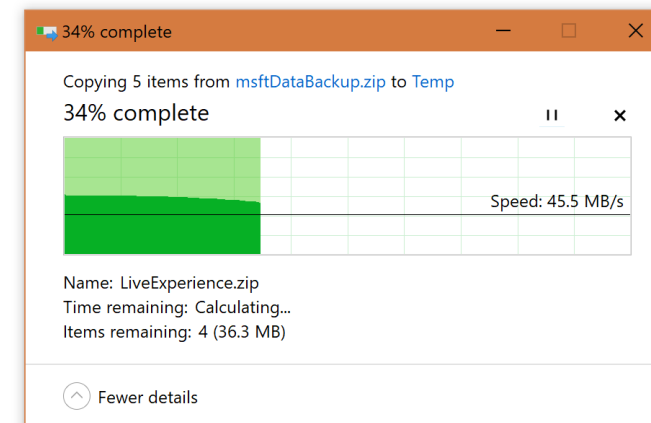 34% complete
Copying 5 items from msftDataBackup.zip to Temp
34% complete
Speed: 45.5 MB/s
Name: LiveExperience.zip
Time remaining: Calculating...
Items remaining: 4 (36.3 MB)
Fewer details